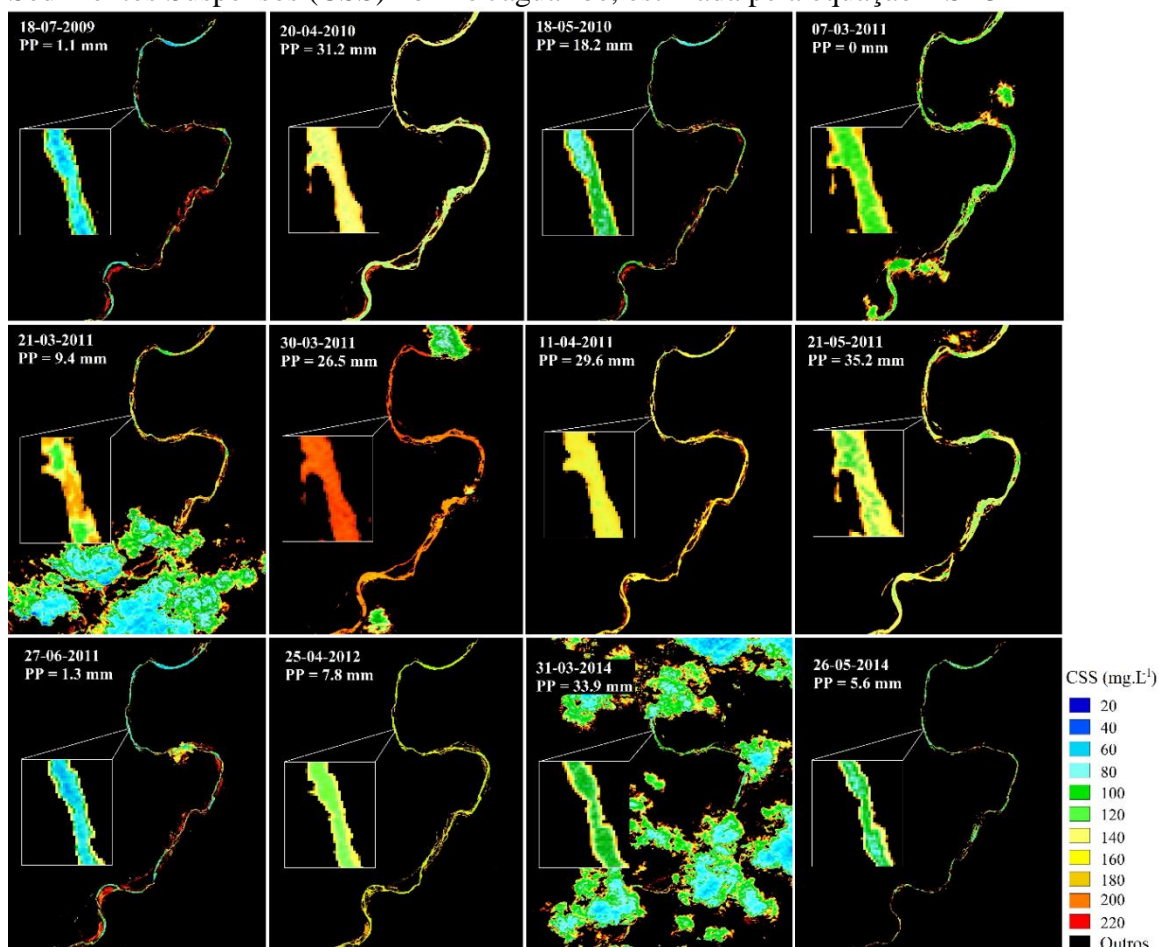 18-07-2009
PP = 1.1 mm
20-04-2010
PP = 31.2 mm
18-05-2010
PP = 18.2 mm
07-03-2011
PP = 0 mm
21-03-2011
PP = 9.4 mm
30-03-2011
PP = 26.5 mm
11-04-2011
PP = 29.6 mm
21-05-2011
PP = 35.2 mm
27-06-2011
PP = 1.3 mm
25-04-2012
PP = 7.8 mm
31-03-2014
PP = 33.9 mm
26-05-2014
PP = 5.6 mm
CSS (mg.L¹)
20
40
60
80
100
120
140
160
180
200
220
Outros